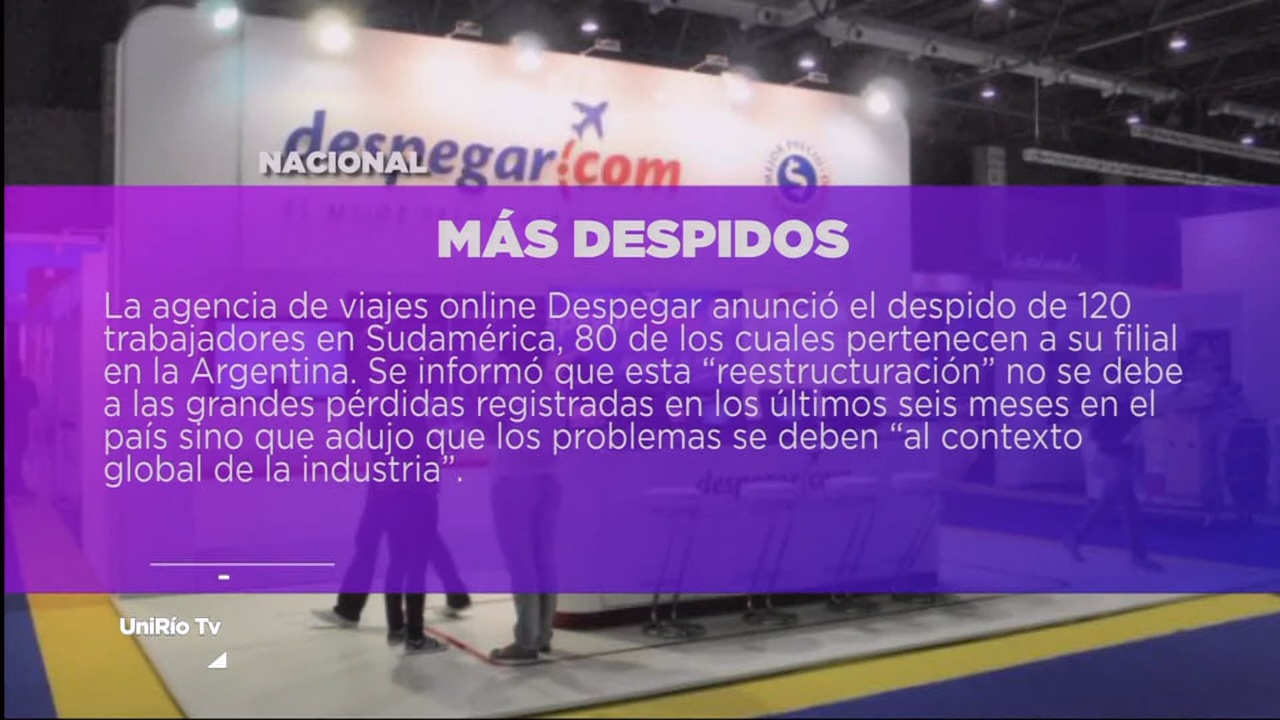 despegar.com
NACIONAL
MÁS DESPIDOS
La agencia de viajes online Despegar anunció el despido de 120
trabajadores en Sudamérica, 80 de los cuales pertenecen a su filial
en la Argentina. Se informó que esta “reestructuración” no se debe
a las grandes pérdidas registradas en los últimos seis meses en el
país sino que adujo que los problemas se deben “al contexto
global de la industria”.
UniRío Tv